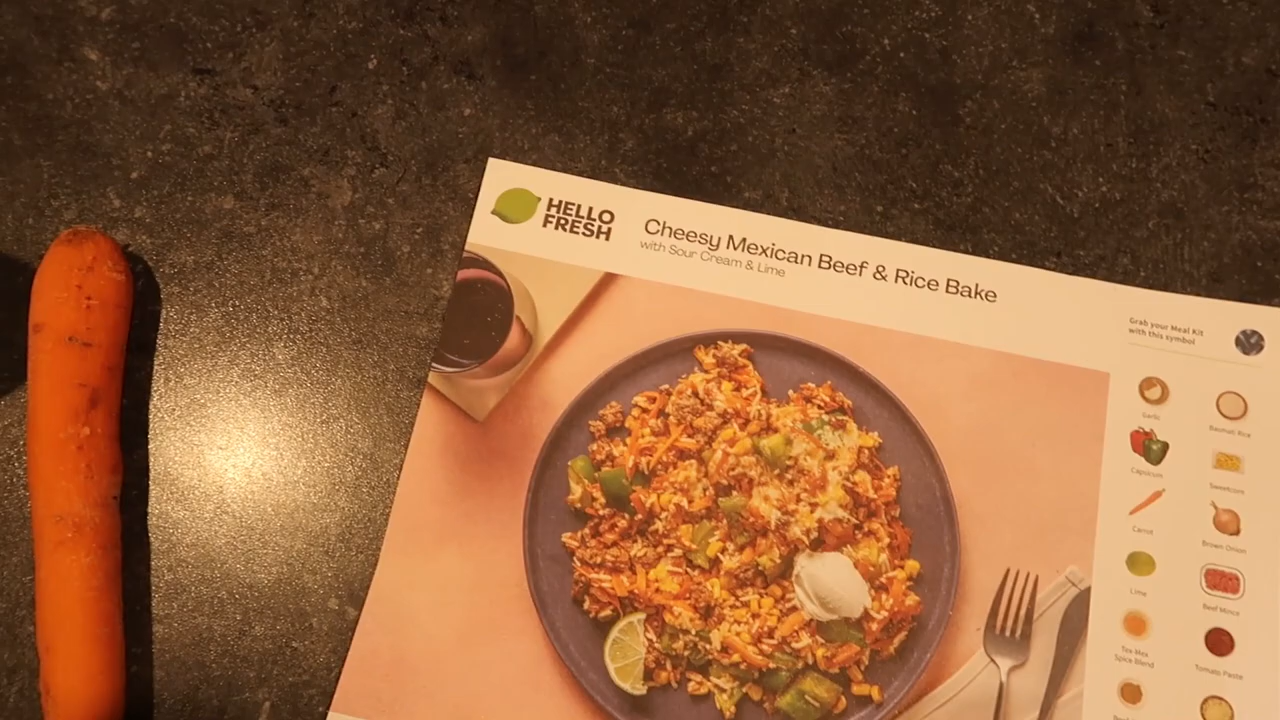 HELLO
FRESH
Cheesy Mexican Beef & Rice Bake
with Sour Cream & Lime
Grab your Meal Kit
with this symbol
Garlic
Basmati Rice
Capsicum
Sweetcorn
Carrot
Brown Onion
Lime
Beef Mince
Tex-Mex
Spice Blend
Tomato Paste